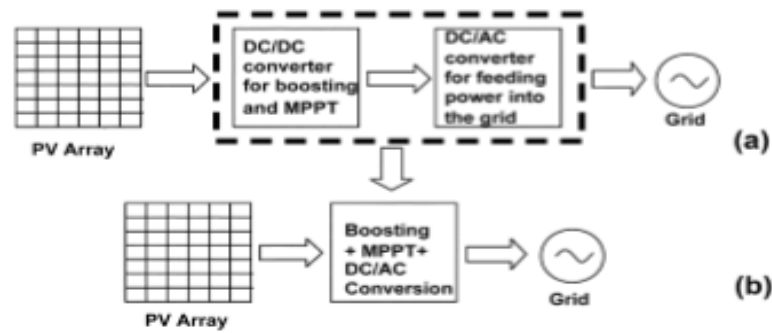 DC/DC
converter
for boosting
and MPPT
DC/AC
converter
for feeding
power into
the grid
PV Array
Grid
(a)
Boosting
+ MPPT+
DC/AC
Conversion
PV Array
Grid
(b)